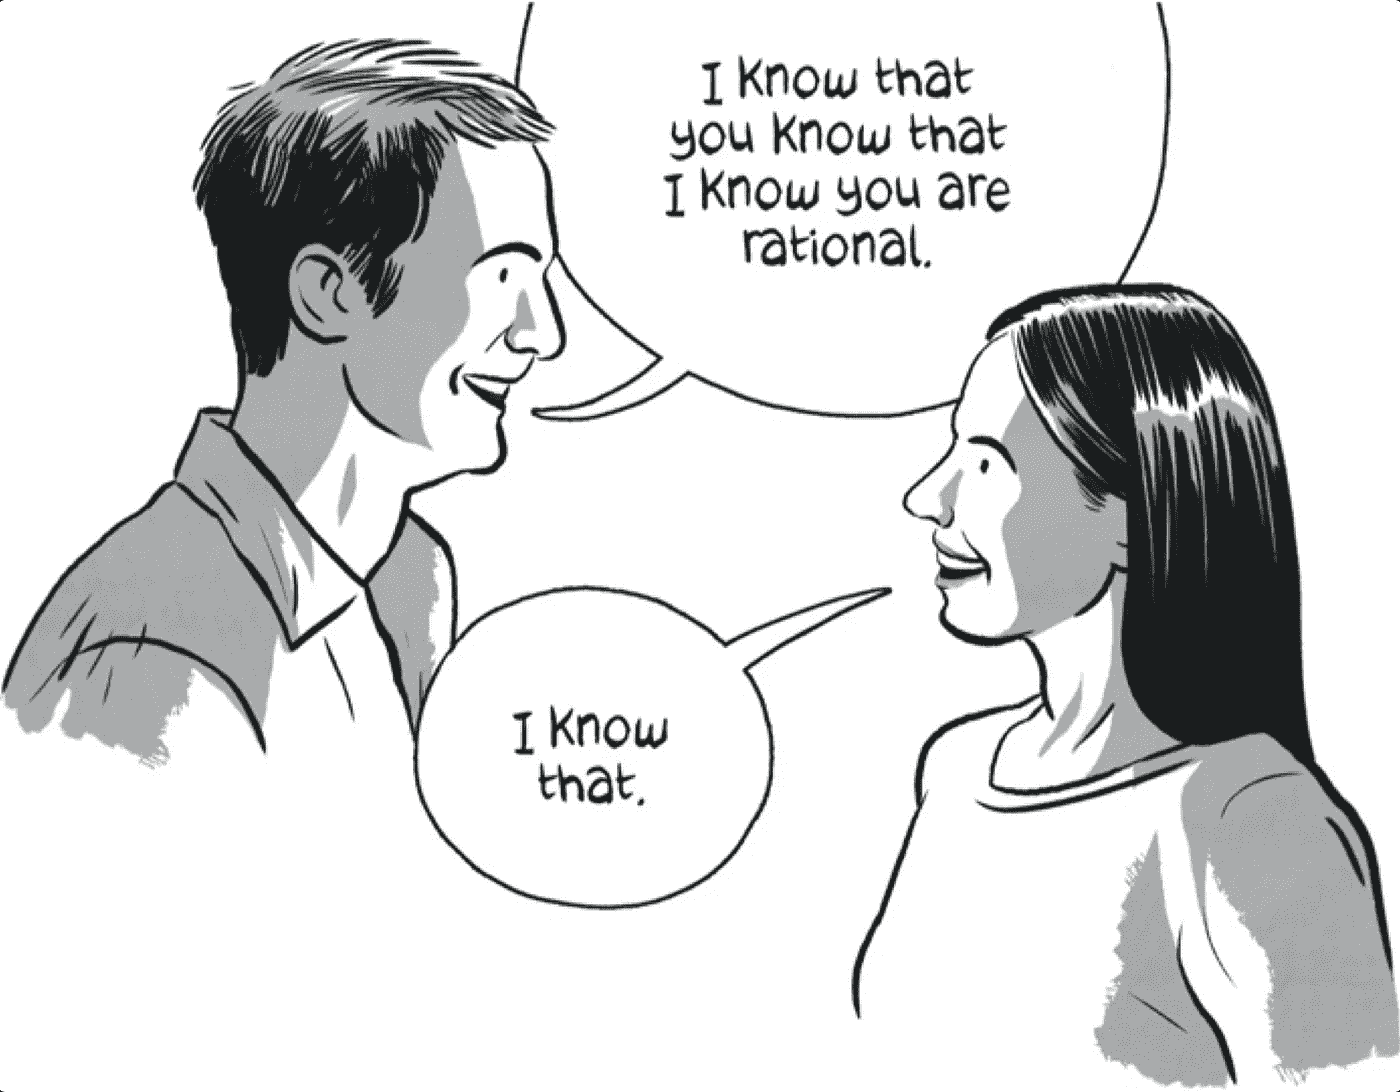 I know that
you know that
I know you are
rational.
I know
that.